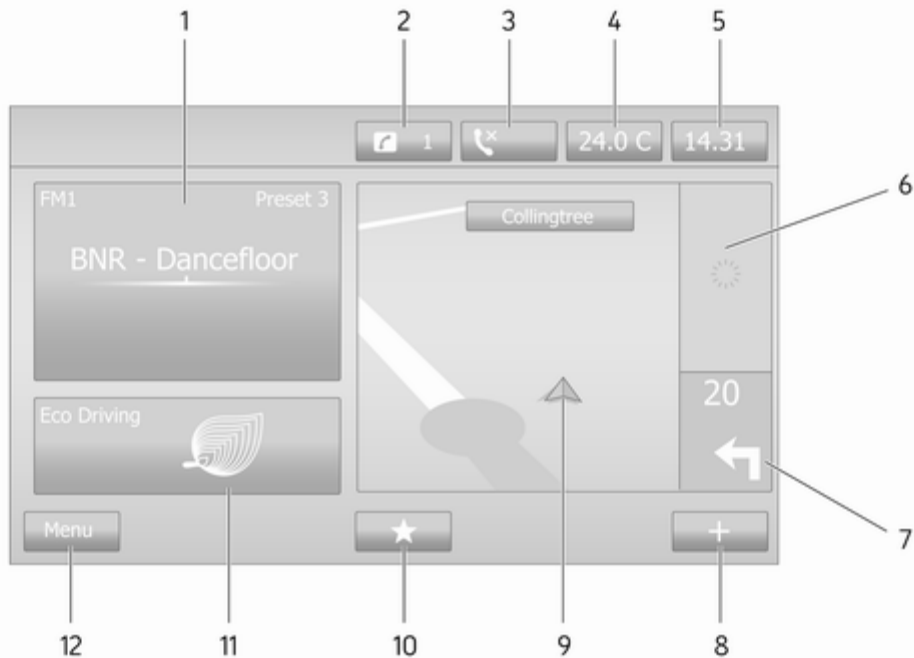 1 2 3 4 5
1 24.0 C 14.31
6
FM1 Preset 3
Collingtree
BNR - Dancefloor
20
Eco Driving
7
Menu +
12 11 10 9 8